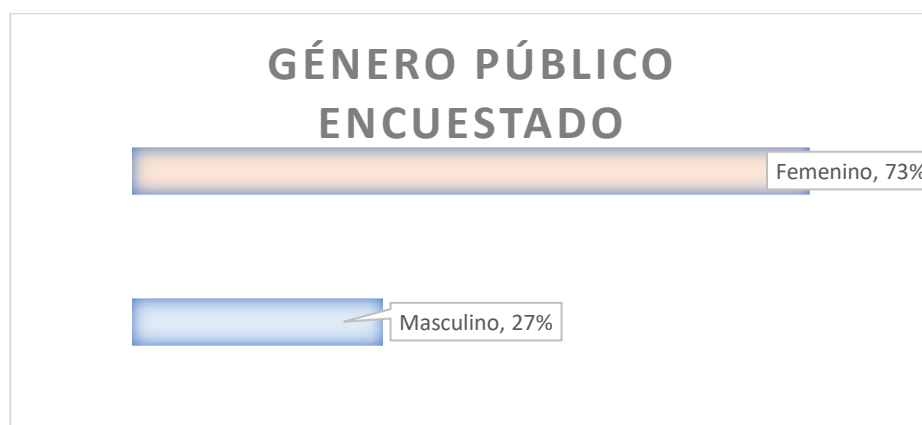 GÉNERO PÚBLICO
ENCUESTADO
Femenino, 73%
Masculino, 27%